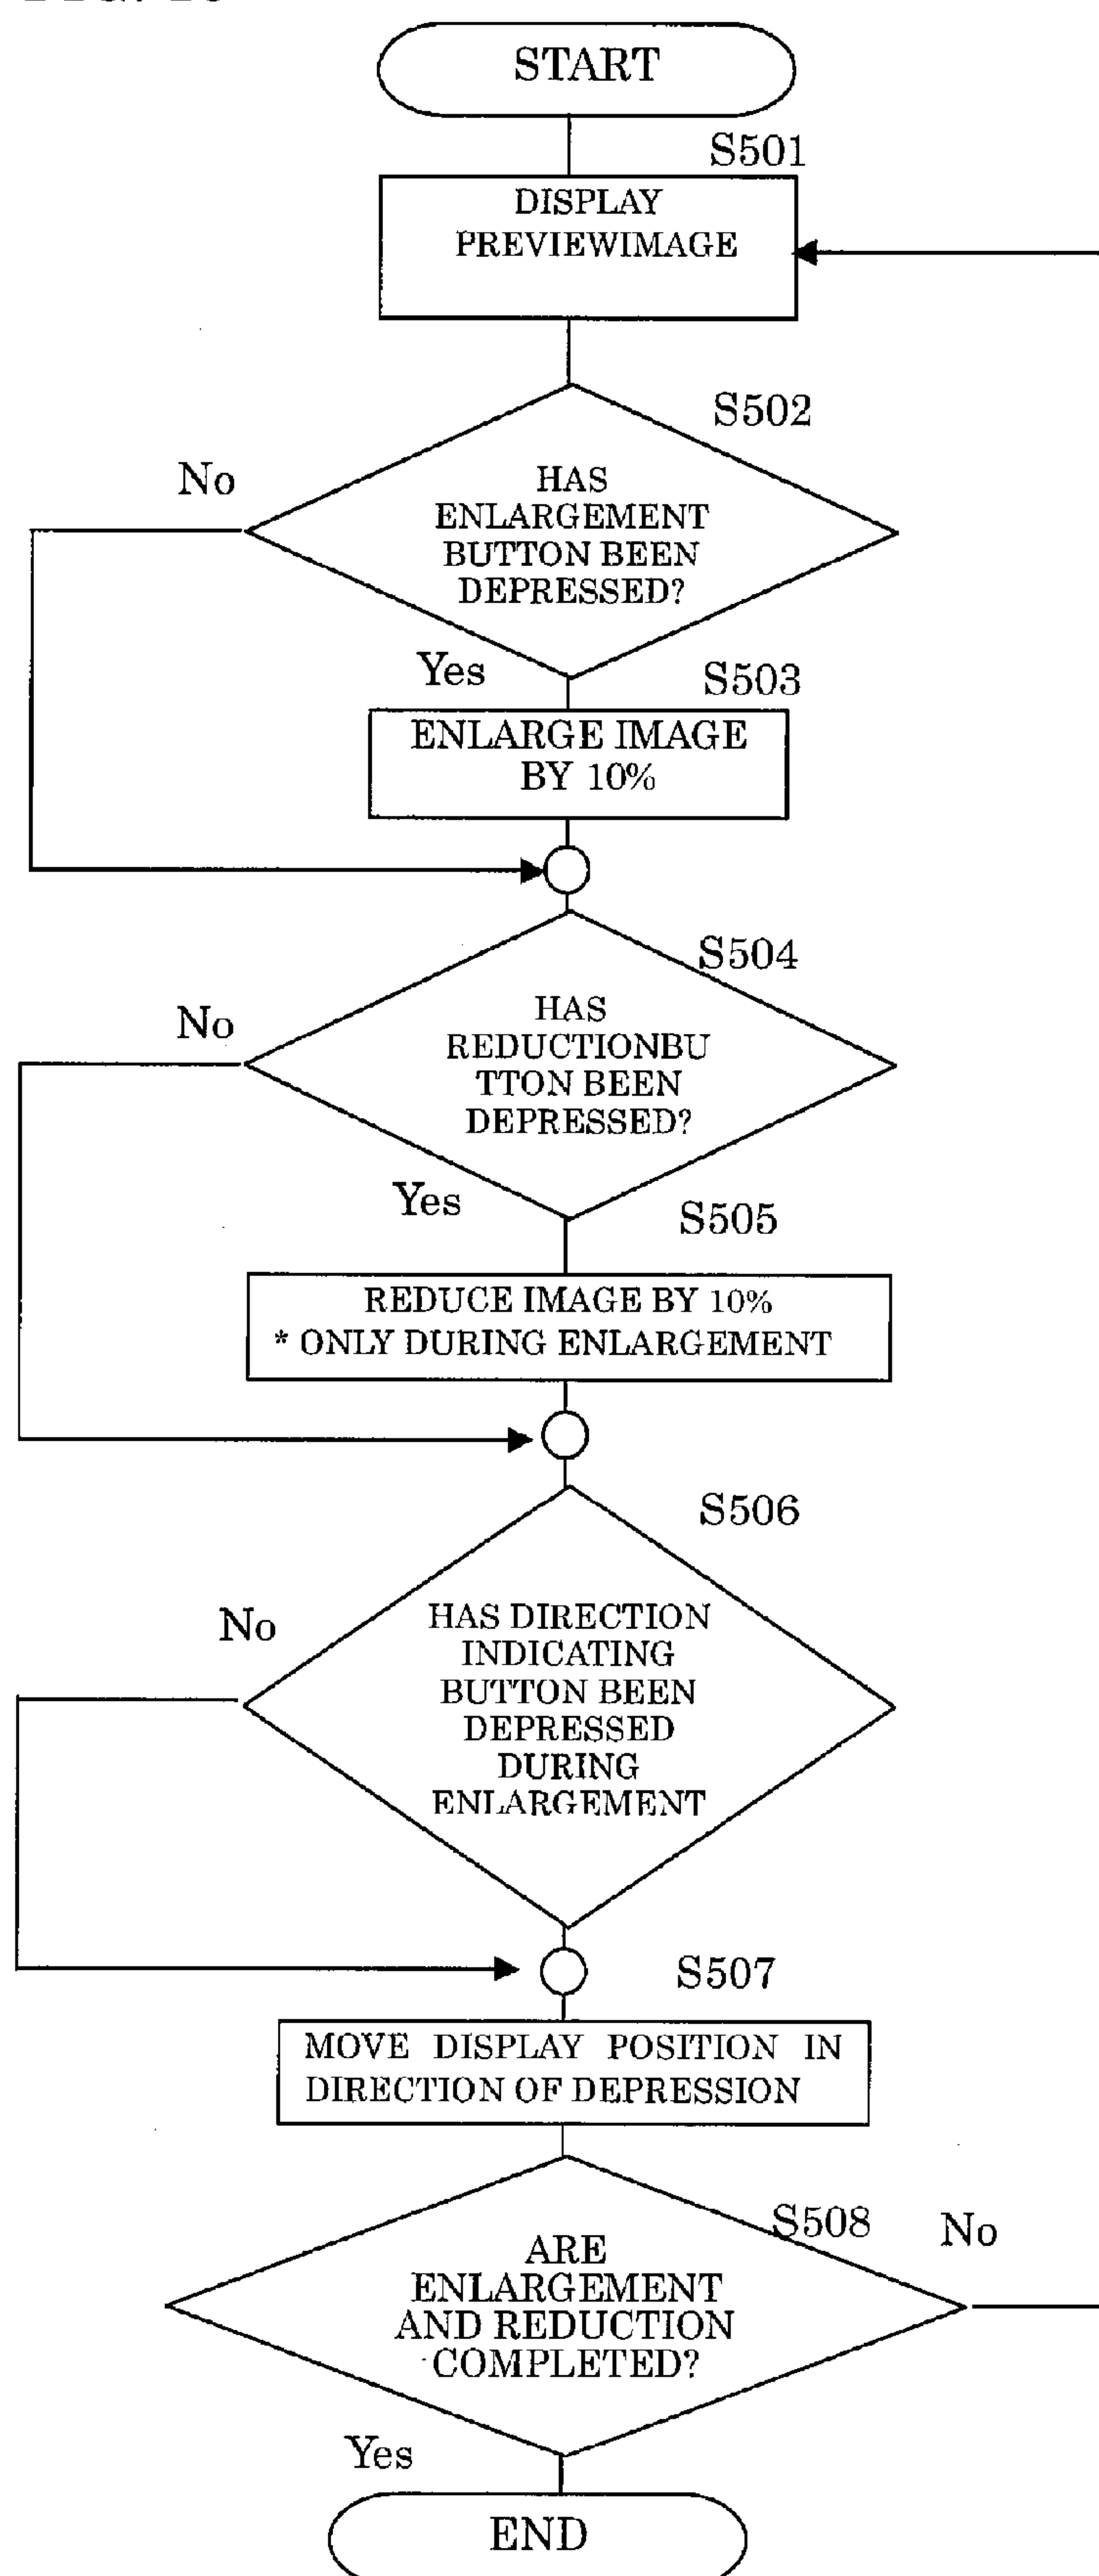 START
S501
DISPLAY
PREVIEWIMAGE
S502
No
HAS
ENLARGEMENT
BUTTON BEEN
DEPRESSED?
Yes
S503
ENLARGE IMAGE
BY 10%
S504
No
HAS
REDUCTIONBU
TTON BEEN
DEPRESSED?
Yes
S505
REDUCE IMAGE BY 10%
* ONLY DURING ENLARGEMENT
S506
No
HAS DIRECTION
INDICATING
BUTTON BEEN
DEPRESSED
DURING
ENLARGEMENT
S507
MOVE DISPLAY POSITION IN
DIRECTION OF DEPRESSION
S508
No
ARE
ENLARGEMENT
AND REDUCTION
COMPLETED?
Yes
END